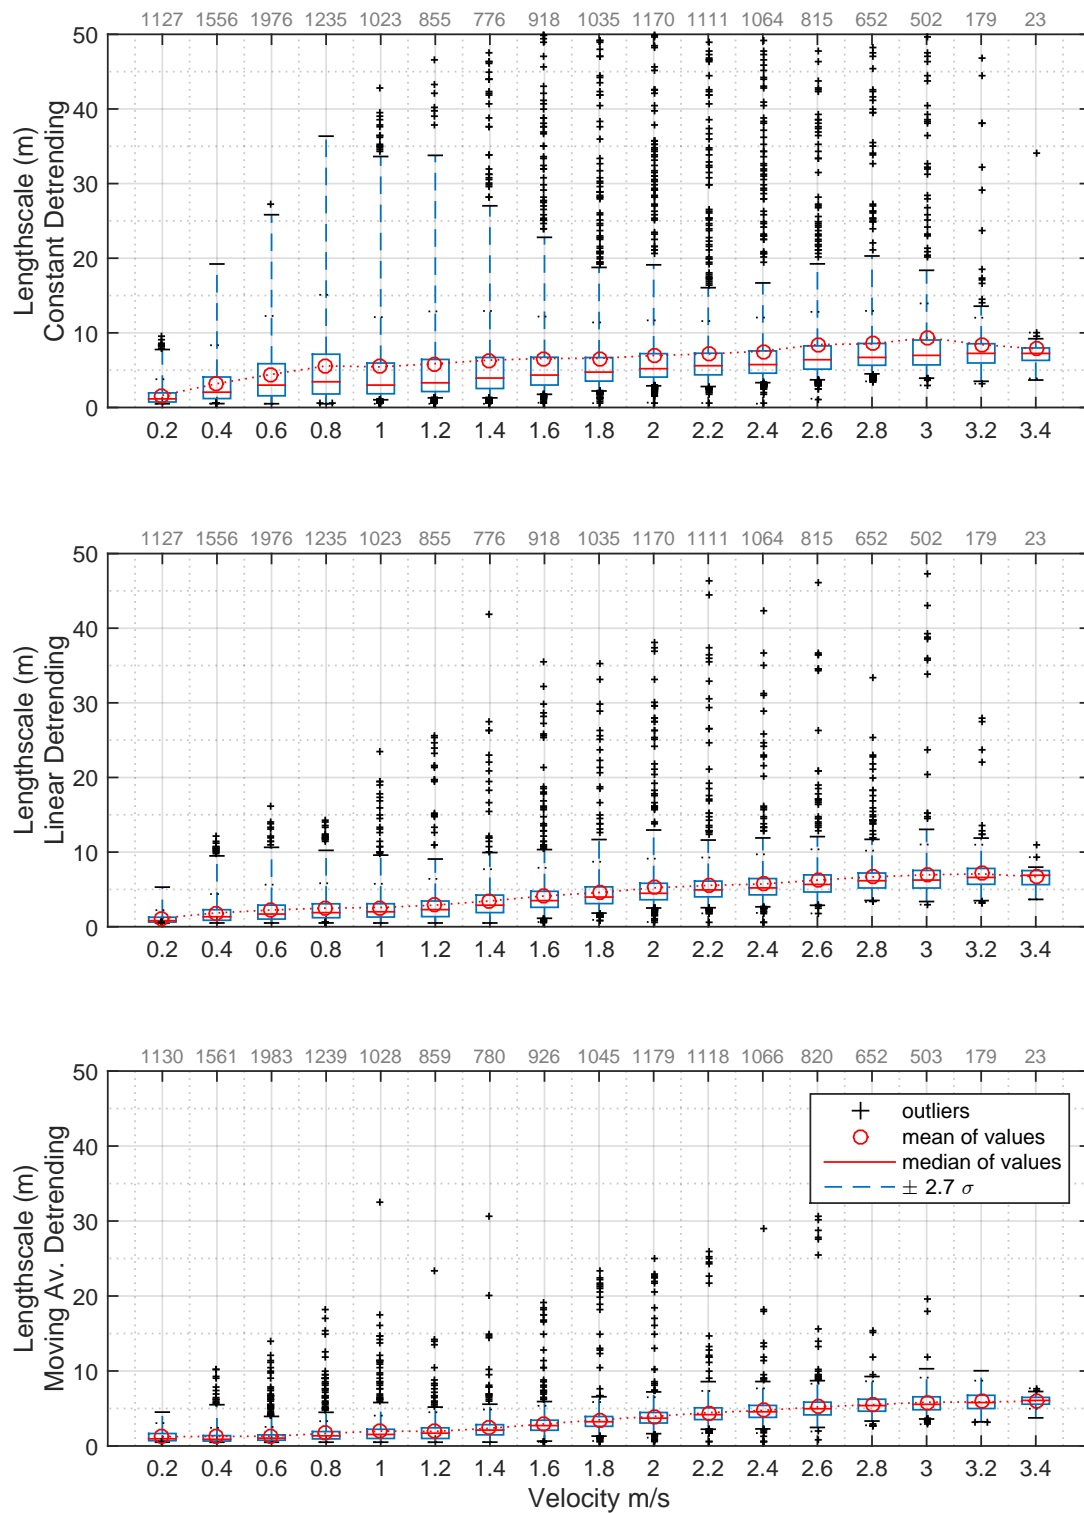 1127 1556 1976 1235 1023 855 776 918 1035 1170 1111 1064 815 652 502 179 23
50
40
30
20
10
0
Lengthscale (m)
Constant Detrending
0.2 0.4 0.6 0.8 1 1.2 1.4 1.6 1.8 2 2.2 2.4 2.6 2.8 3 3.2 3.4
1127 1556 1976 1235 1023 855 776 918 1035 1170 1111 1064 815 652 502 179 23
50
40
30
20
10
0
Lengthscale (m)
Linear Detrending
0.2 0.4 0.6 0.8 1 1.2 1.4 1.6 1.8 2 2.2 2.4 2.6 2.8 3 3.2 3.4
1130 1561 1983 1239 1028 859 780 926 1045 1179 1118 1066 820 652 503 179 23
50
40
30
20
10
0
Lengthscale (m)
Moving Av. Detrending
outliers
mean of values
median of values
± 2.7 σ
0.2 0.4 0.6 0.8 1 1.2 1.4 1.6 1.8 2 2.2 2.4 2.6 2.8 3 3.2 3.4
Velocity m/s